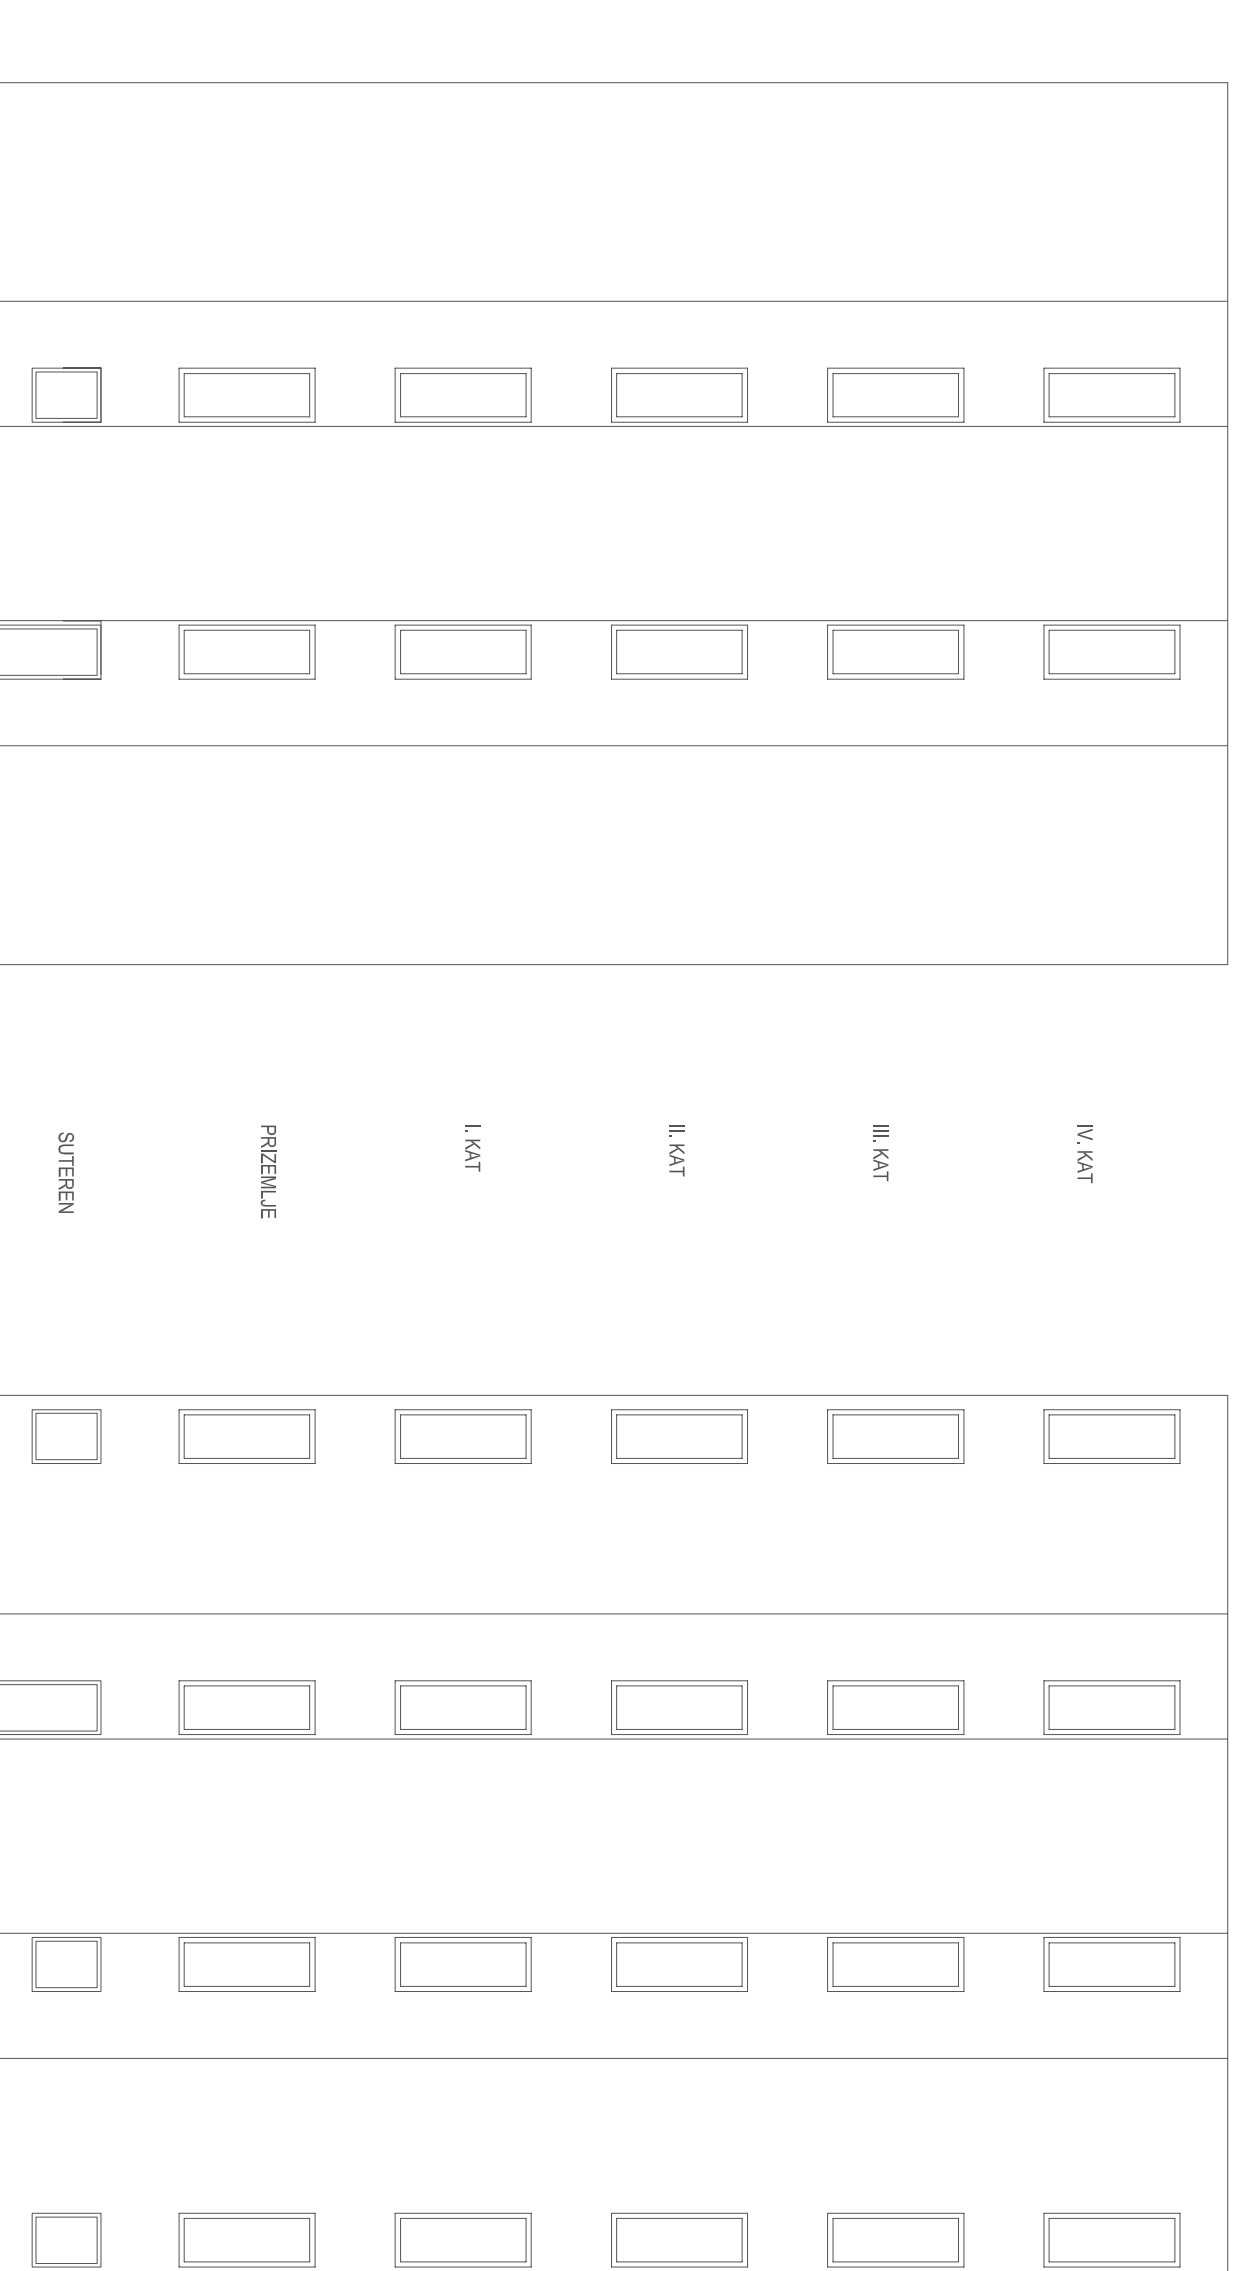 IV. KAT
III. KAT
II. KAT
I. KAT
PRIZEMLJE
SUTEREN